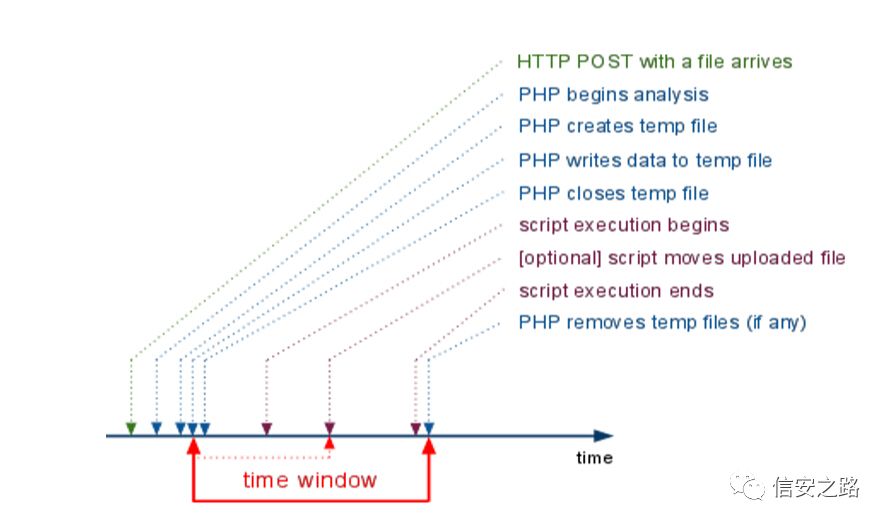 HTTP POST with a file arrives
PHP begins analysis
PHP creates temp file
PHP writes data to temp file
PHP closes temp file
script execution begins
[optional] script moves uploaded file
script execution ends
PHP removes temp files (if any)
time
time window
信安之路